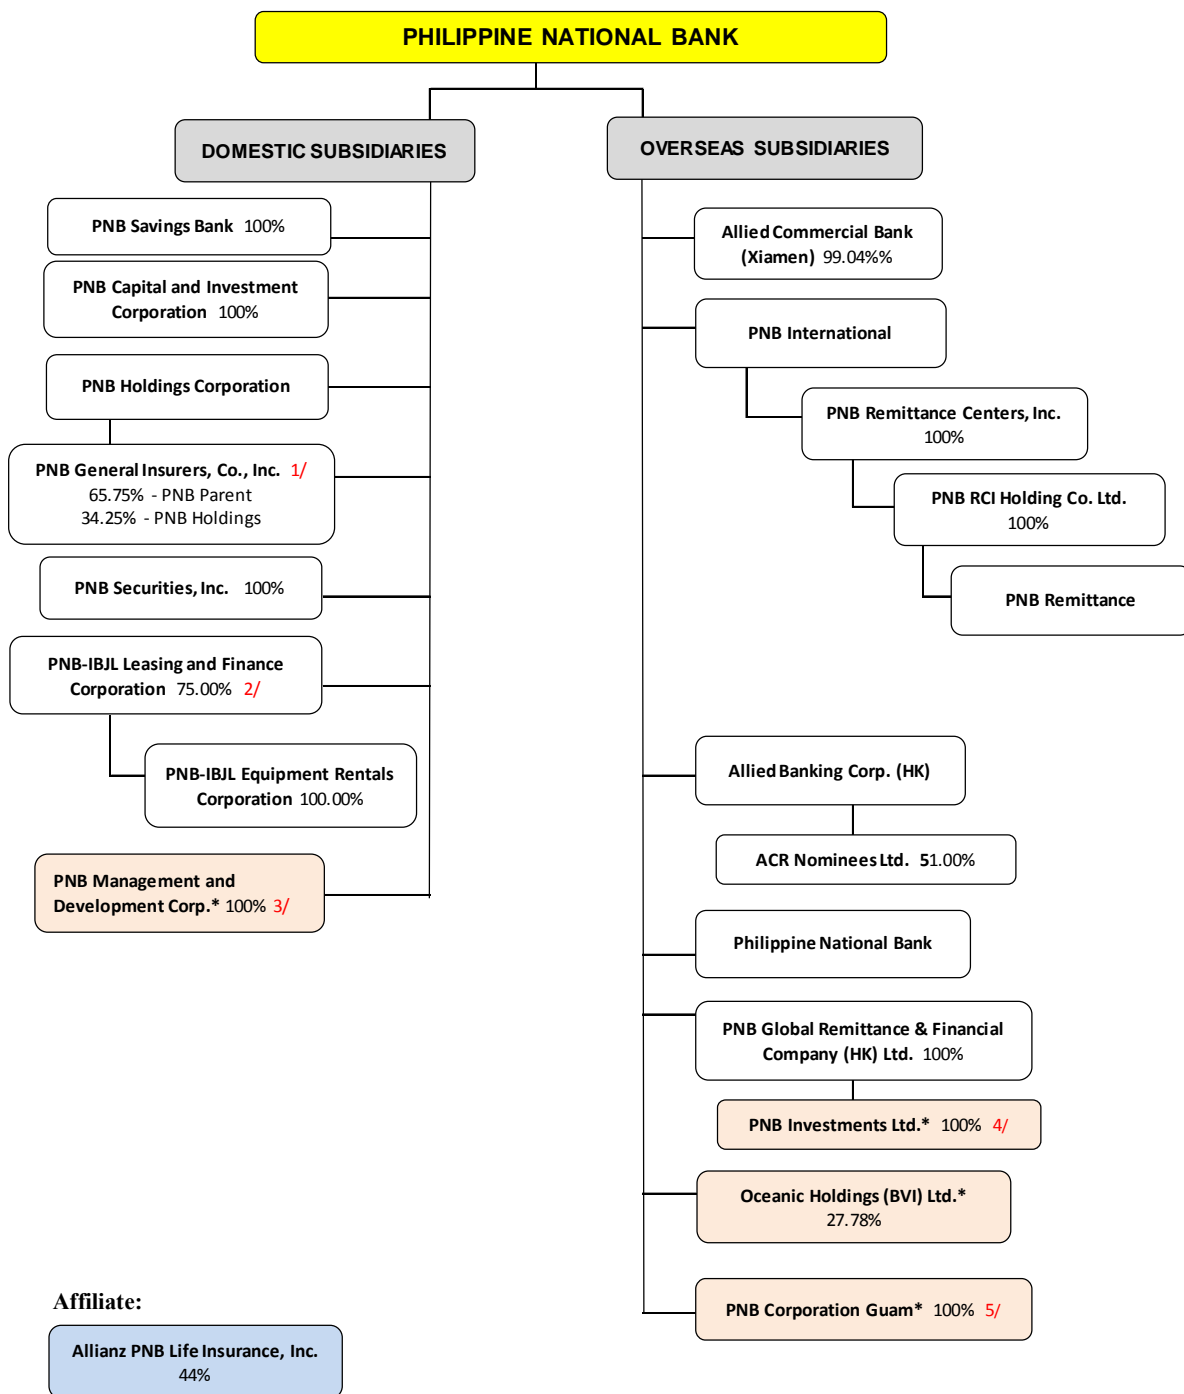 PHILIPPINE NATIONAL BANK
DOMESTIC SUBSIDIARIES
PNB Savings Bank 100%
PNB Capital and Investment
Corporation 100%
PNB Holdings Corporation
PNB General Insurers, Co., Inc. 1/
65.75% - PNB Parent
34.25% - PNB Holdings
PNB Securities, Inc. 100%
PNB-IBJL Leasing and Finance
Corporation 75.00% 2/
PNB-IBJL Equipment Rentals
Corporation 100.00%
PNB Management and
Development Corp.* 100% 3/
OVERSEAS SUBSIDIARIES
Allied Commercial Bank
(Xiamen) 99.04%%
PNB International
PNB Remittance Centers, Inc.
100%
PNB RCI Holding Co. Ltd.
100%
PNB Remittance
Allied Banking Corp. (HK)
ACR Nominees Ltd. 51.00%
Philippine National Bank
PNB Global Remittance & Financial
Company (HK) Ltd. 100%
PNB Investments Ltd.* 100% 4/
Oceanic Holdings (BVI) Ltd.*
27.78%
PNB Corporation Guam* 100% 5/
Affiliate:
Allianz PNB Life Insurance, Inc.
44%